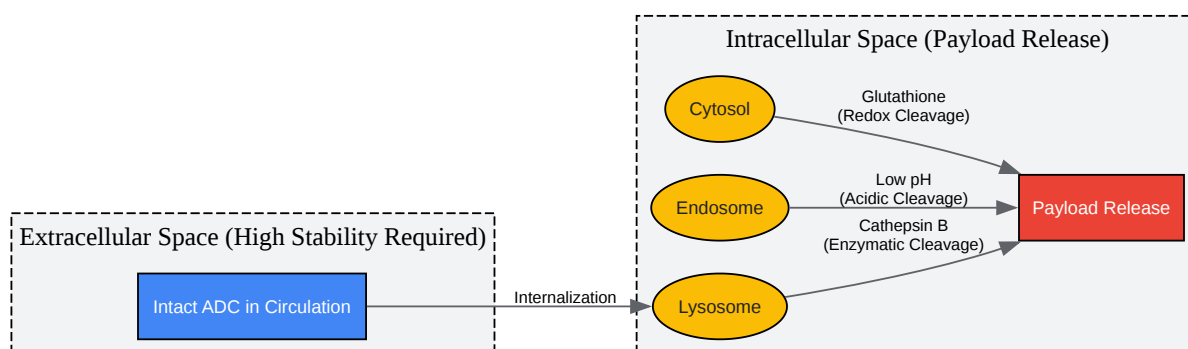 Intracellular Space (Payload Release)
Cytosol
Glutathione
(Redox Cleavage)
Endosome
Low pH
(Acidic Cleavage)
Payload Release
Cathepsin B
(Enzymatic Cleavage)
Lysosome
Extracellular Space (High Stability Required)
Intact ADC in Circulation
Internalization